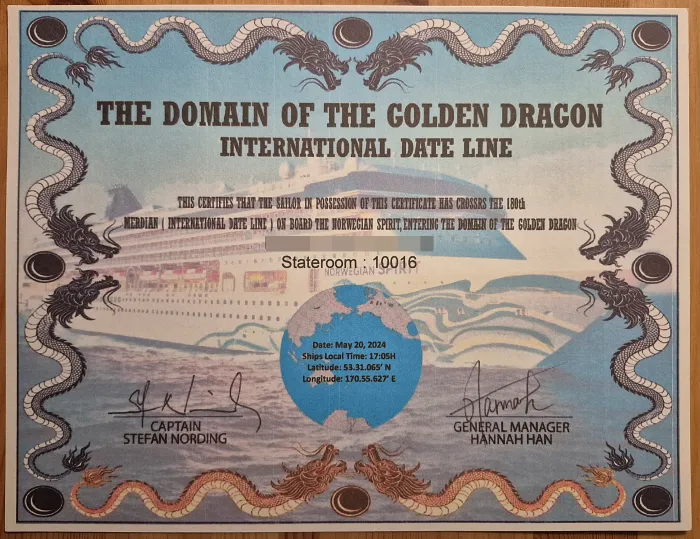 THE DOMAIN OF THE GOLDEN DRAGON
INTERNATIONAL DATE LINE
THIS CERTIFIES THAT THE SAILOR IN POSSESSION OF THIS CERTIFICATE HAS CROSSRS THE 180th
MERDIAN ( INTERNATIONAL DATE LINE ) ON BOARD THE NORWEGIAN SPIRIT, ENTERING THE DOMAIN OF THE GOLDEN DRAGON
Stateroom : 10016
NORWEGIAN SPIRIT
Date: May 20, 2024
Ships Local Time: 17:05H
Latitude: 53.31.065' N
Longitude: 170.55.627' E
CAPTAIN
STEFAN NORDING
Hannah
GENERAL MANAGER
HANNAH HAN